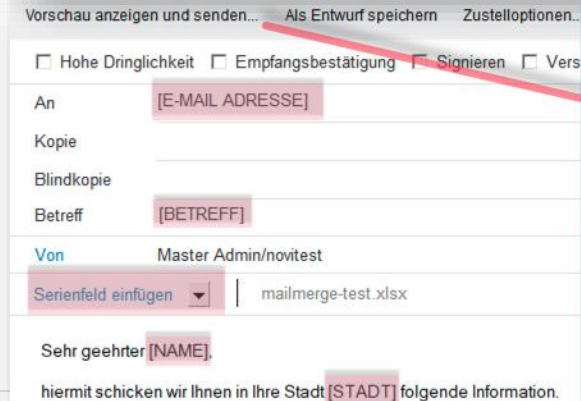 Vorschau anzeigen und senden... Als Entwurf speichern Zustelloptionen...
Hohe Dringlichkeit Empfangsbestätigung Signieren Vers
An [E-MAIL ADRESSE]
Kopie
Blindkopie
Betreff [BETREFF]
Von Master Admin/novitest
Serienfeld einfügen mailmerge-test.xlsx
Sehr geehrter [NAME],
hiermit schicken wir Ihnen in Ihre Stadt [STADT] folgende Information.